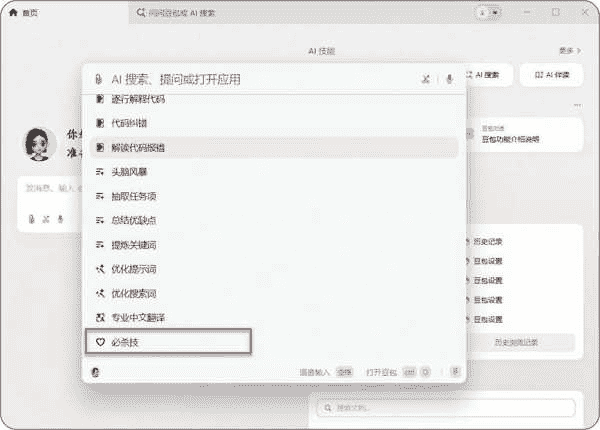 首页
问问豆包或 AI 搜索
AI 技能
更多 >
AI 搜索
AI 伴读
AI 搜索、提问或打开应用
逐行解释代码
代码纠错
解读代码报错
头脑风暴
抽取任务项
总结优缺点
提炼关键词
优化提示词
优化搜索词
专业中文翻译
必杀技
语音输入
打开豆包 ctrl
豆包功能介绍说明
历史记录
豆包设置
豆包设置
豆包设置
豆包设置
历史浏览记录